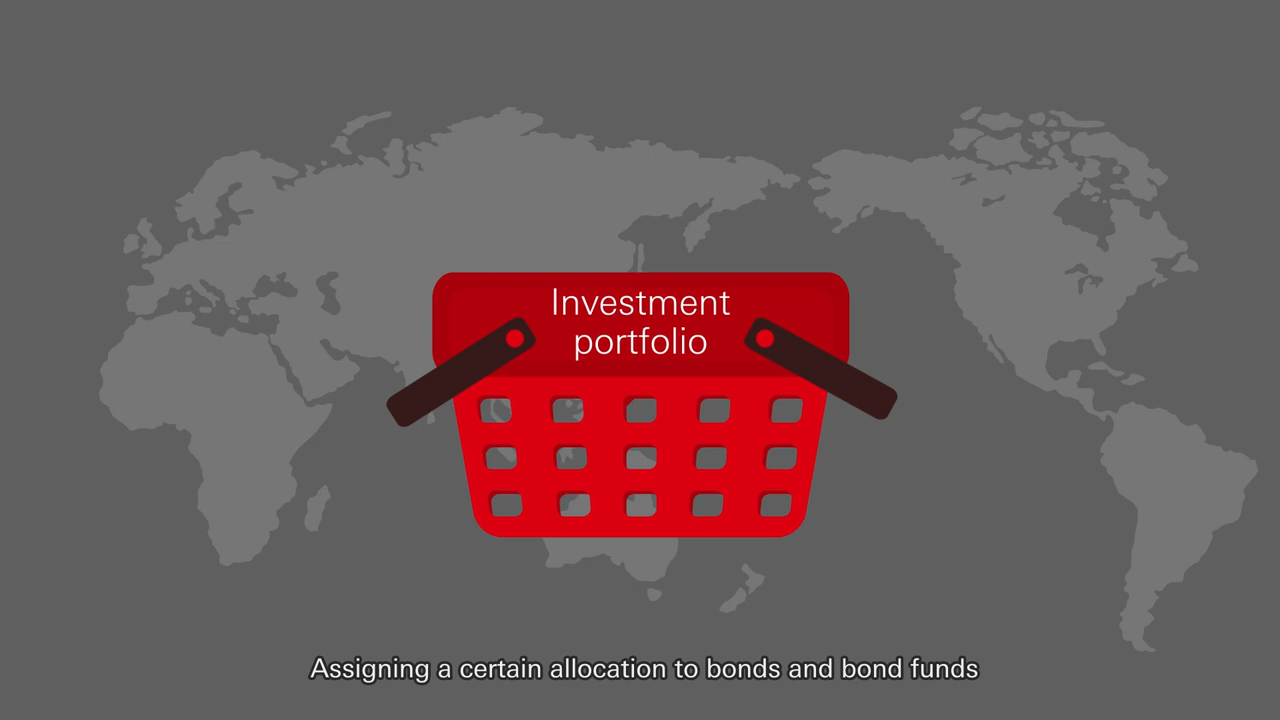 Investment
portfolio
Assigning a certain allocation to bonds and bond funds